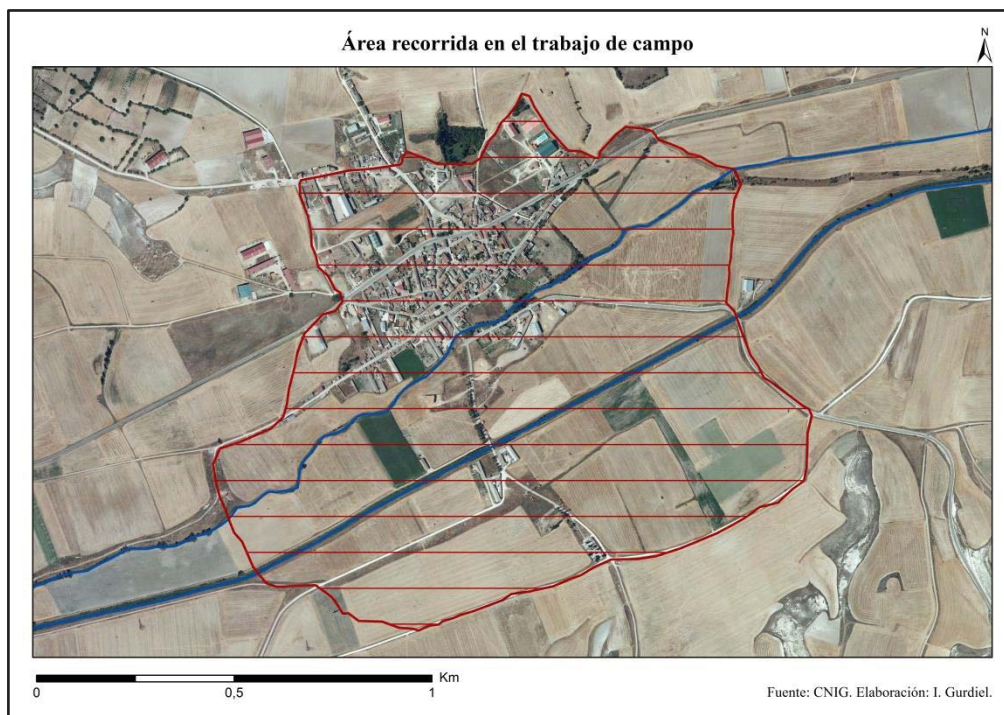 Área recorrida en el trabajo de campo
N
Km
0
0,5
1
Fuente: CNIG. Elaboración: I. Gurdiel.